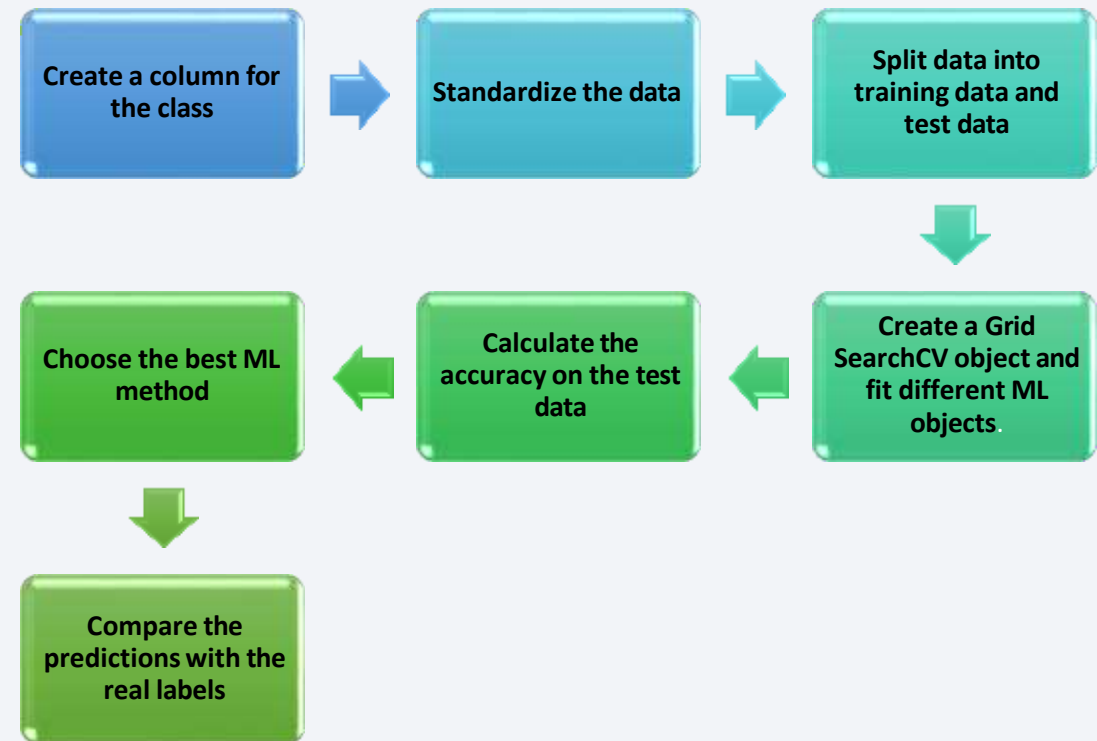 Create a column for
the class
Standardize the data
Split data into
training data and
test data
Create a Grid
SearchCV object and
fit different ML
objects.
Calculate the
accuracy on the test
data
Choose the best ML
method
Compare the
predictions with the
real labels